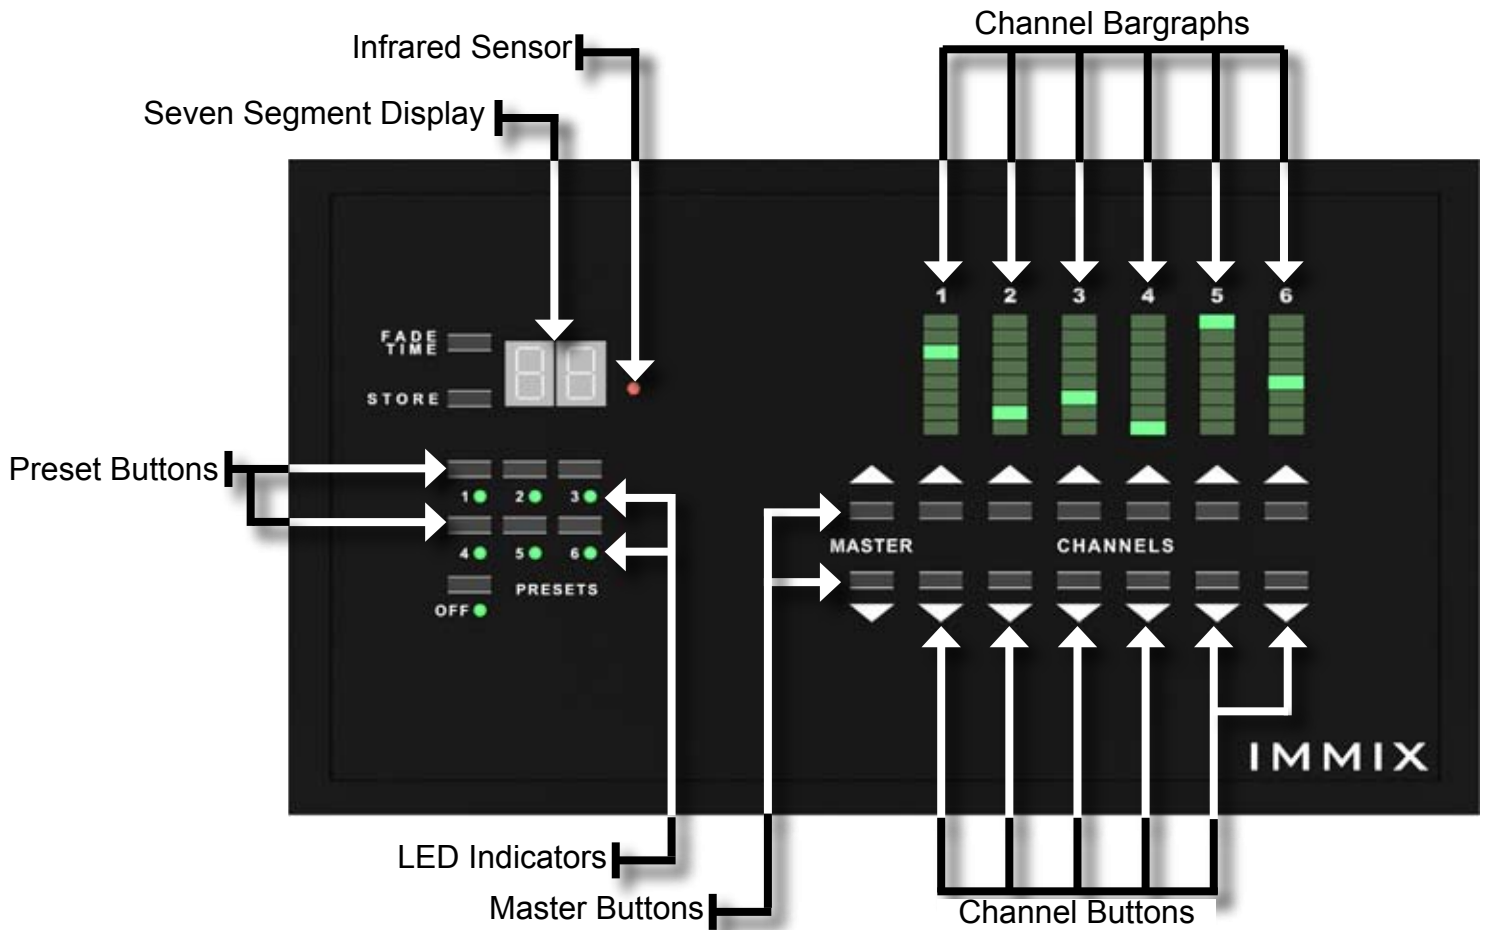 Channel Bargraphs
Infrared Sensor
Seven Segment Display
1 2 3 4 5 6
FADE
TIME
STORE
Preset Buttons
1 2 3
4 5 6
MASTER CHANNELS
PRESETS
OFF
IMMIX
LED Indicators
Master Buttons
Channel Buttons